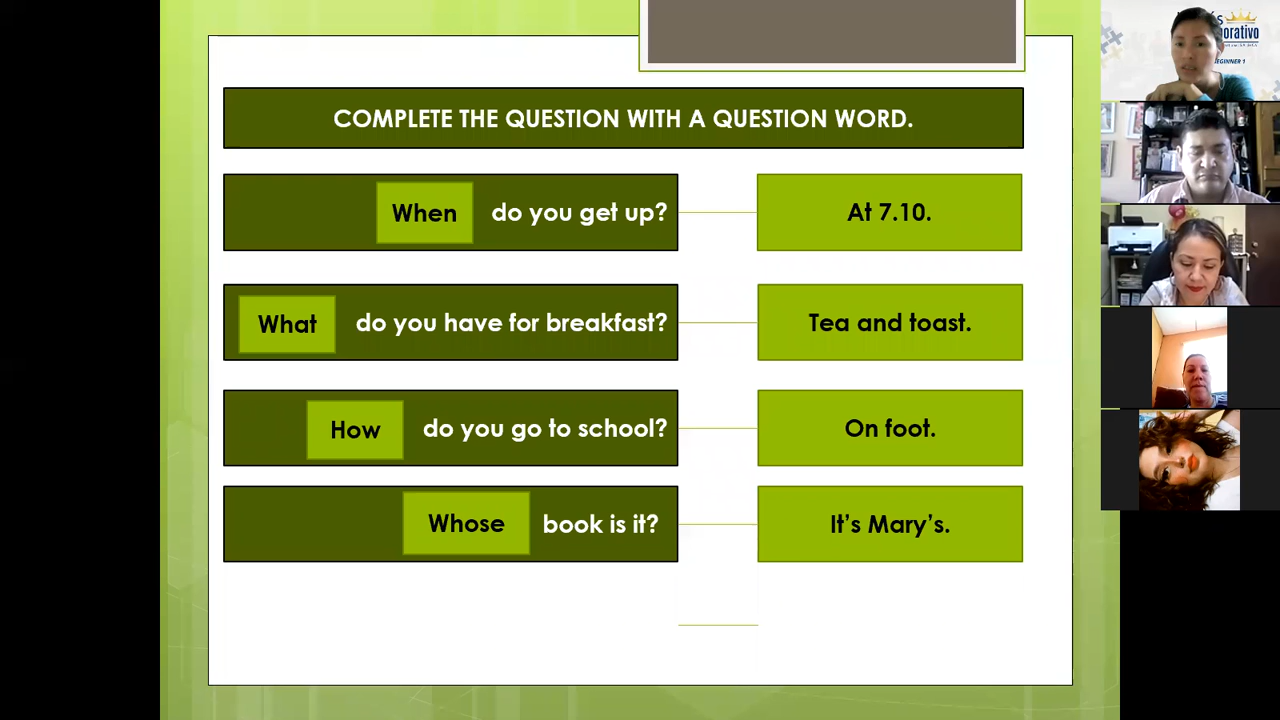 COMPLETE THE QUESTION WITH A QUESTION WORD.
When do you get up?
At 7.10.
What do you have for breakfast?
Tea and toast.
How do you go to school?
On foot.
Whose book is it?
It's Mary's.